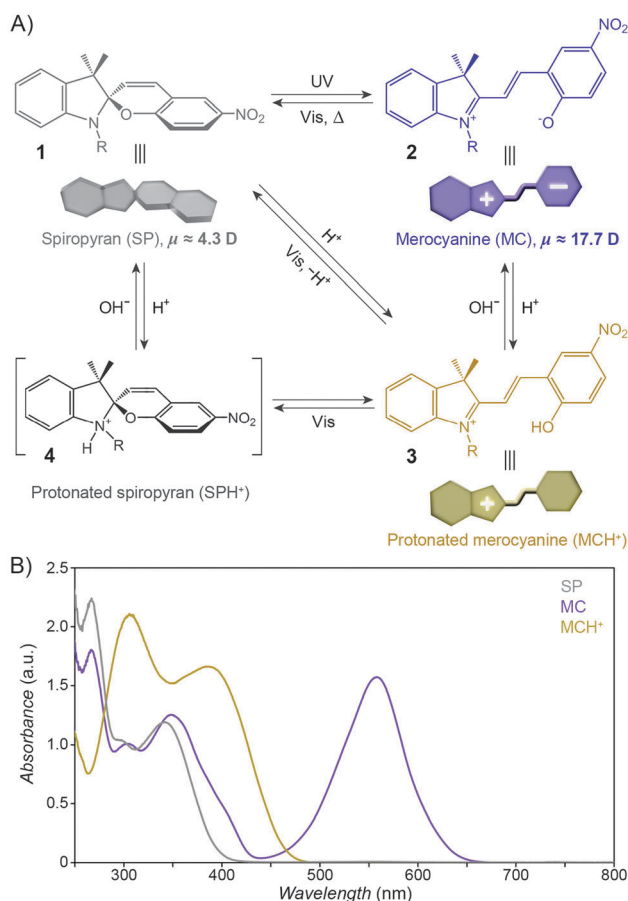 A)
NO₂
UV
NO₂
Vis, Δ
N
O
R
N⁺
⁻O
R
1
2
+
−
Spiropyran (SP), μ ≈ 4.3 D
Merocyanine (MC), μ ≈ 17.7 D
H⁺
Vis, −H⁺
OH⁻
H⁺
OH⁻
H⁺
NO₂
NO₂
Vis
N⁺
O
H
R
N⁺
HO
R
4
3
Protonated spiropyran (SPH⁺)
+
Protonated merocyanine (MCH⁺)
B)
2.5
SP
MC
MCH⁺
2.0
1.5
1.0
0.5
0
Absorbance (a.u.)
300
400
500
600
700
800
Wavelength (nm)